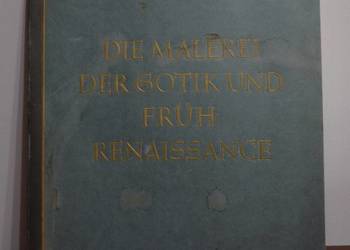 DIE MALEREI
DER GOTIK UND
FRÜH
RENAISSANCE